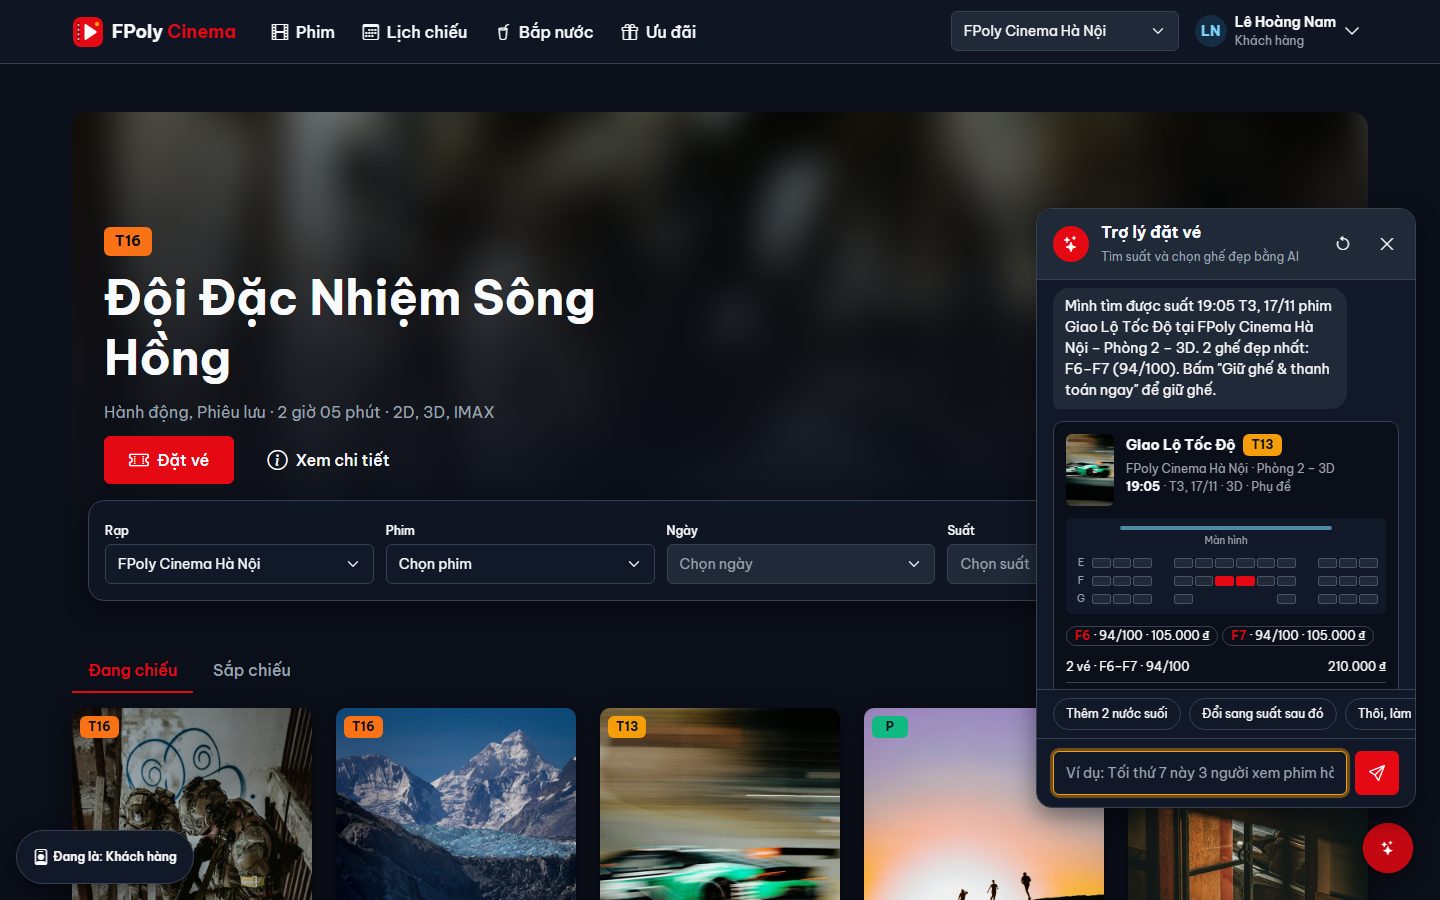 FPoly Cinema
Phim
Lịch chiếu
Bắp nước
Ưu đãi
FPoly Cinema Hà Nội
LN
Lê Hoàng Nam
Khách hàng
T16
Đội Đặc Nhiệm Sông
Hồng
Hành động, Phiêu lưu · 2 giờ 05 phút · 2D, 3D, IMAX
Đặt vé
Xem chi tiết
Rạp
Phim
Ngày
Suất
FPoly Cinema Hà Nội
Chọn phim
Chọn ngày
Chọn suất
Đang chiếu
Sắp chiếu
T16
T16
T13
P
Đang là: Khách hàng
Trợ lý đặt vé
Tìm suất và chọn ghế đẹp bằng AI
Mình tìm được suất 19:05 T3, 17/11 phim
Giao Lộ Tốc Độ tại FPoly Cinema Hà
Nội – Phòng 2 – 3D. 2 ghế đẹp nhất:
F6–F7 (94/100). Bấm "Giữ ghế & thanh
toán ngay" để giữ ghế.
Giao Lộ Tốc Độ T13
FPoly Cinema Hà Nội · Phòng 2 – 3D
19:05 · T3, 17/11 · 3D · Phụ đề
Màn hình
E
F
G
F6 · 94/100 · 105.000 đ
F7 · 94/100 · 105.000 đ
2 vé · F6–F7 · 94/100
210.000 đ
Thêm 2 nước suối
Đổi sang suất sau đó
Thôi, làm
Ví dụ: Tối thứ 7 này 3 người xem phim hà